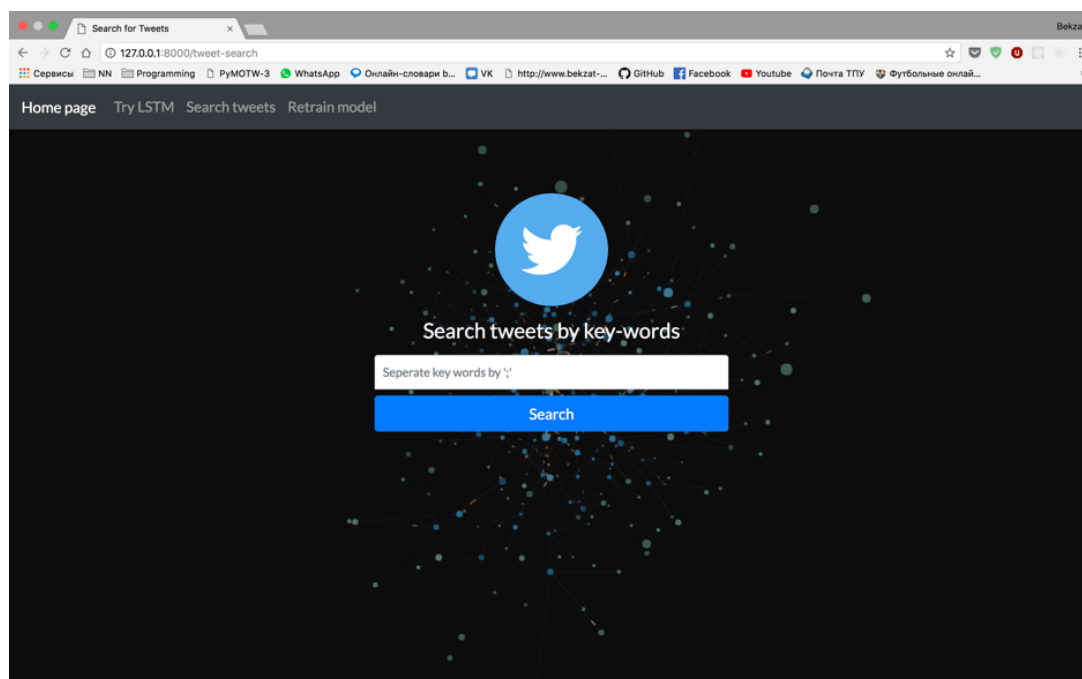 Search for Tweets
Bekza
127.0.0.1:8000/tweet-search
Сервисы NN Programming PyMOTW-3 WhatsApp Онлайн-словари b... VK http://www.bekzat-... GitHub Facebook Youtube Почта ТПУ Футбольные онлай...
Home page Try LSTM Search tweets Retrain model
Search tweets by key-words
Seperate key words by ';'
Search